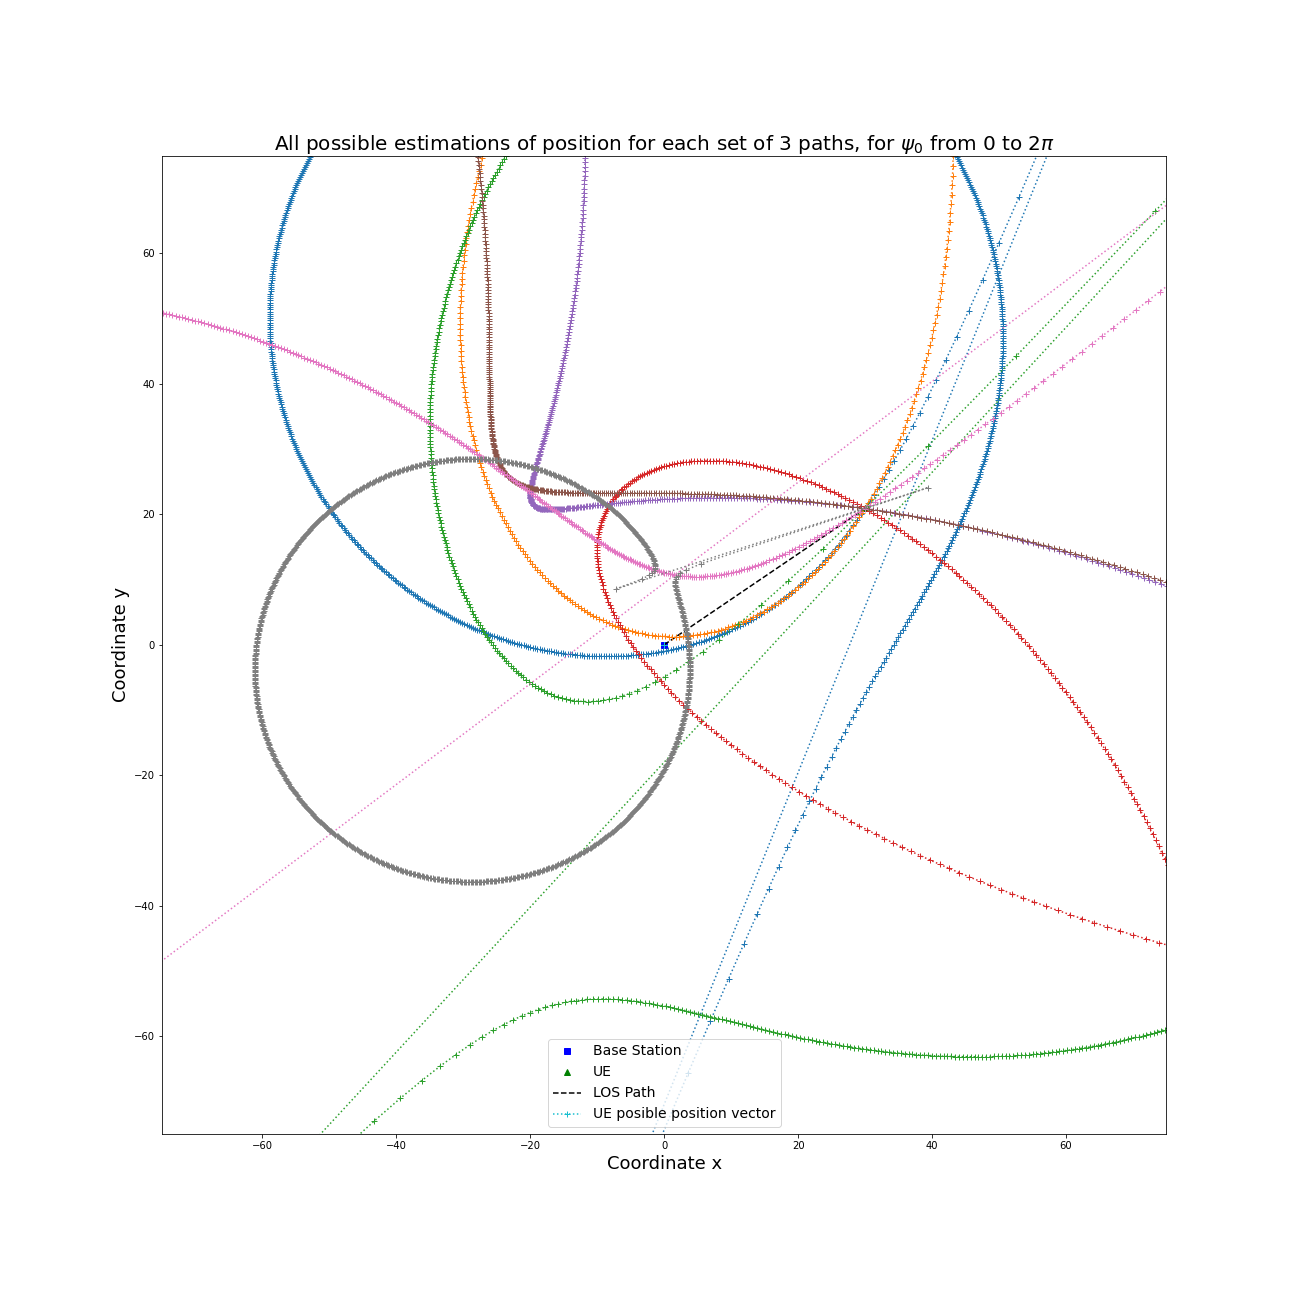 All possible estimations of position for each set of 3 paths, for ψ₀ from 0 to 2π
60
40
20
0
−20
−40
−60
Coordinate y
−60 −40 −20 0 20 40 60
Coordinate x
Base Station
UE
LOS Path
UE posible position vector